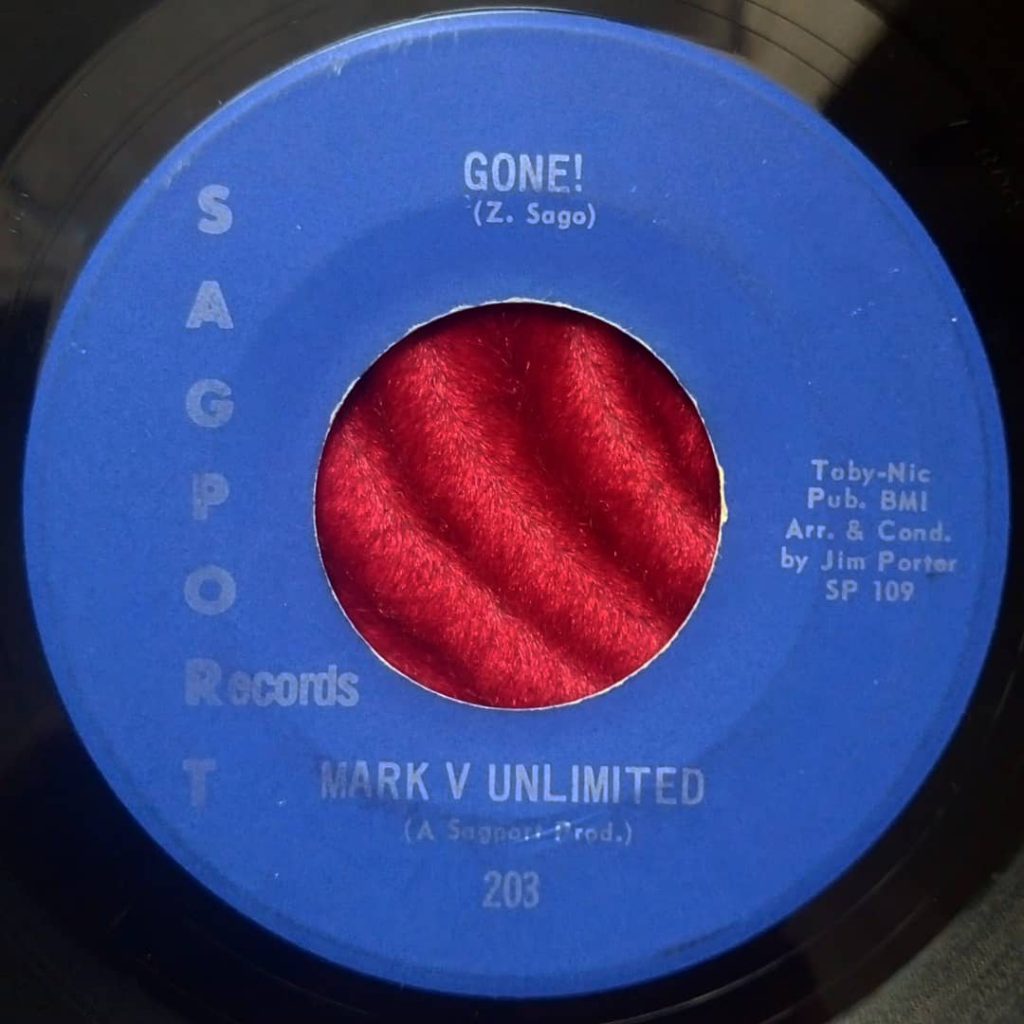 GONE!
(Z. Sago)
SAGPORT
Records
Toby-Nic
Pub. BMI
Arr. & Cond.
by Jim Porter
SP 109
MARK V UNLIMITED
(A Sagport Prod.)
203